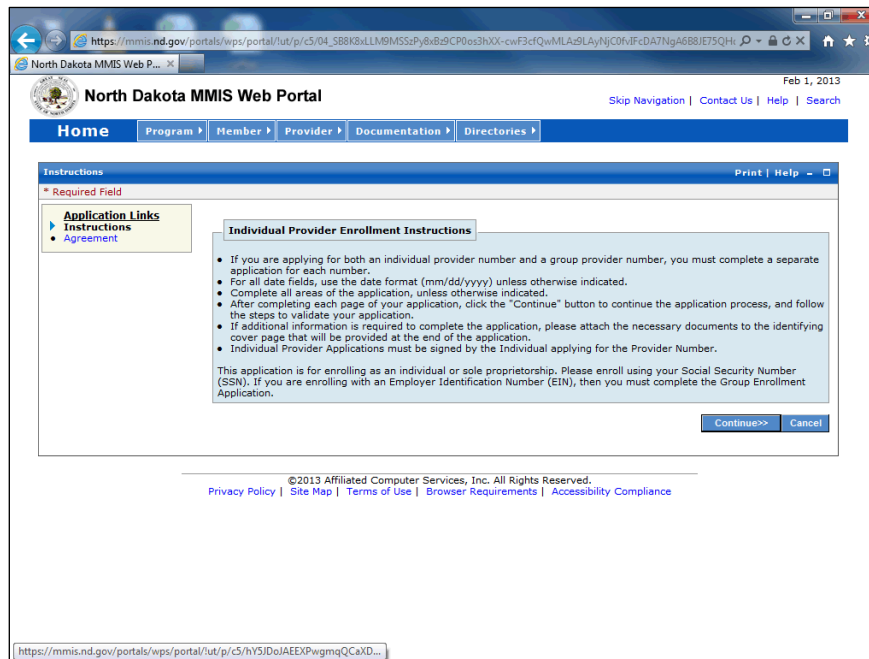 https://mmis.nd.gov/portals/wps/portal/!ut/p/c5/04_SB8K8xLLM9MSSzPy8xBz9CP0os3hXX-cwF3cfQwMLAz9LAyNjC0fvIFcDA7NgA6B8JE75QHc
North Dakota MMIS Web P...
Feb 1, 2013
North Dakota MMIS Web Portal
Skip Navigation | Contact Us | Help | Search
Home Program Member Provider Documentation Directories
Instructions Print | Help
* Required Field
Application Links
Instructions
Agreement
Individual Provider Enrollment Instructions
If you are applying for both an individual provider number and a group provider number, you must complete a separate
application for each number.
For all date fields, use the date format (mm/dd/yyyy) unless otherwise indicated.
Complete all areas of the application, unless otherwise indicated.
After completing each page of your application, click the "Continue" button to continue the application process, and follow
the steps to validate your application.
If additional information is required to complete the application, please attach the necessary documents to the identifying
cover page that will be provided at the end of the application.
Individual Provider Applications must be signed by the Individual applying for the Provider Number.
This application is for enrolling as an individual or sole proprietorship. Please enroll using your Social Security Number
(SSN). If you are enrolling with an Employer Identification Number (EIN), then you must complete the Group Enrollment
Application.
Continue>> Cancel
©2013 Affiliated Computer Services, Inc. All Rights Reserved.
Privacy Policy | Site Map | Terms of Use | Browser Requirements | Accessibility Compliance
https://mmis.nd.gov/portals/wps/portal/!ut/p/c5/hY5JDoJAEEXPwgmqQCaXD...